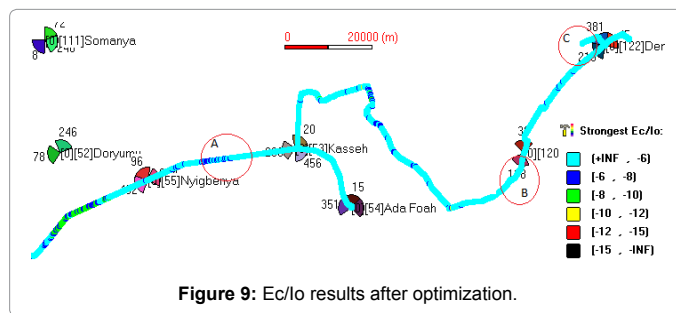 72
[0][111]Somanya
8
246
0
20000 (m)
C
381
[122]Der
A
B
246
78
[0][52]Doryumu
96
[55]Nyigbenya
20
[53]Kasseh
456
15
351
[54]Ada Foah
[0][120
Strongest Ec/Io:
[+INF , -6)
[-6 , -8)
[-8 , -10)
[-10 , -12)
[-12 , -15)
[-15 , -INF)
Figure 9: Ec/Io results after optimization.